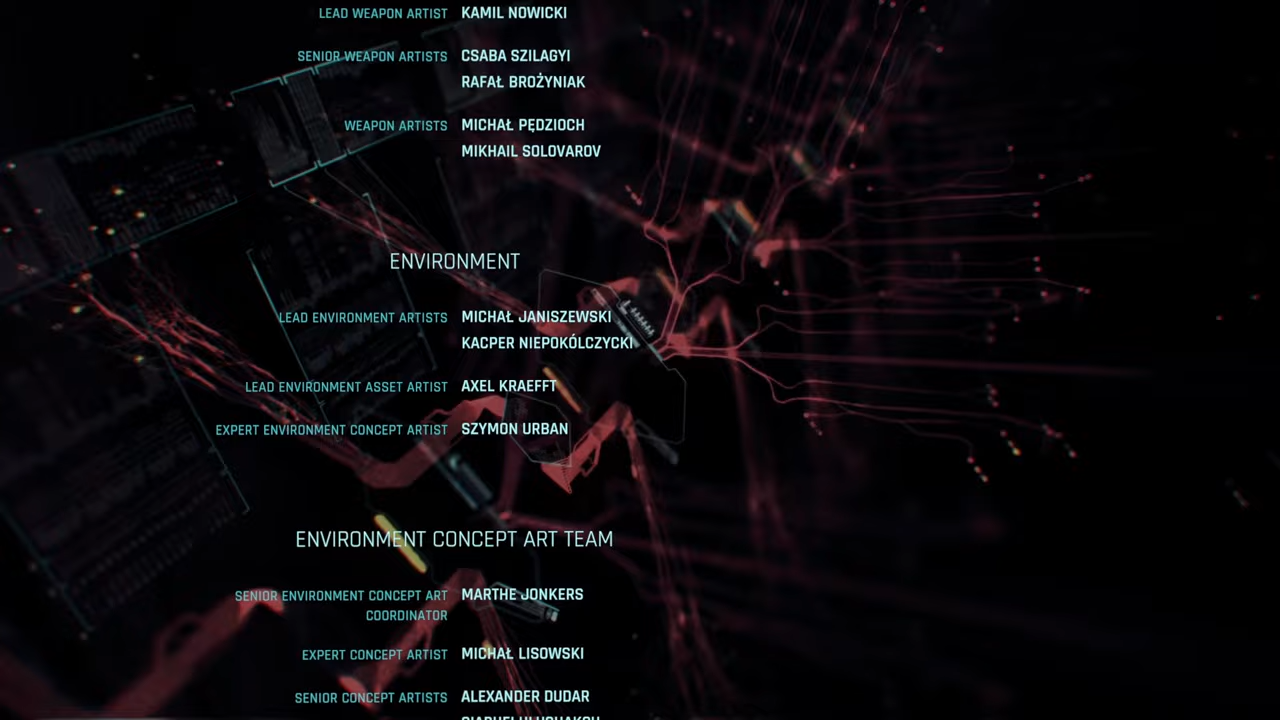 LEAD WEAPON ARTIST KAMIL NOWICKI
SENIOR WEAPON ARTISTS CSABA SZILAGYI
RAFAŁ BROŻYNIAK
WEAPON ARTISTS MICHAŁ PĘDZIOCH
MIKHAIL SOLOVAROV
ENVIRONMENT
LEAD ENVIRONMENT ARTISTS MICHAŁ JANISZEWSKI
KACPER NIEPOKÓLCZYCKI
LEAD ENVIRONMENT ASSET ARTIST AXEL KRAEFFT
EXPERT ENVIRONMENT CONCEPT ARTIST SZYMON URBAN
ENVIRONMENT CONCEPT ART TEAM
SENIOR ENVIRONMENT CONCEPT ART MARTHE JONKERS
COORDINATOR
EXPERT CONCEPT ARTIST MICHAŁ LISOWSKI
SENIOR CONCEPT ARTISTS ALEXANDER DUDAR